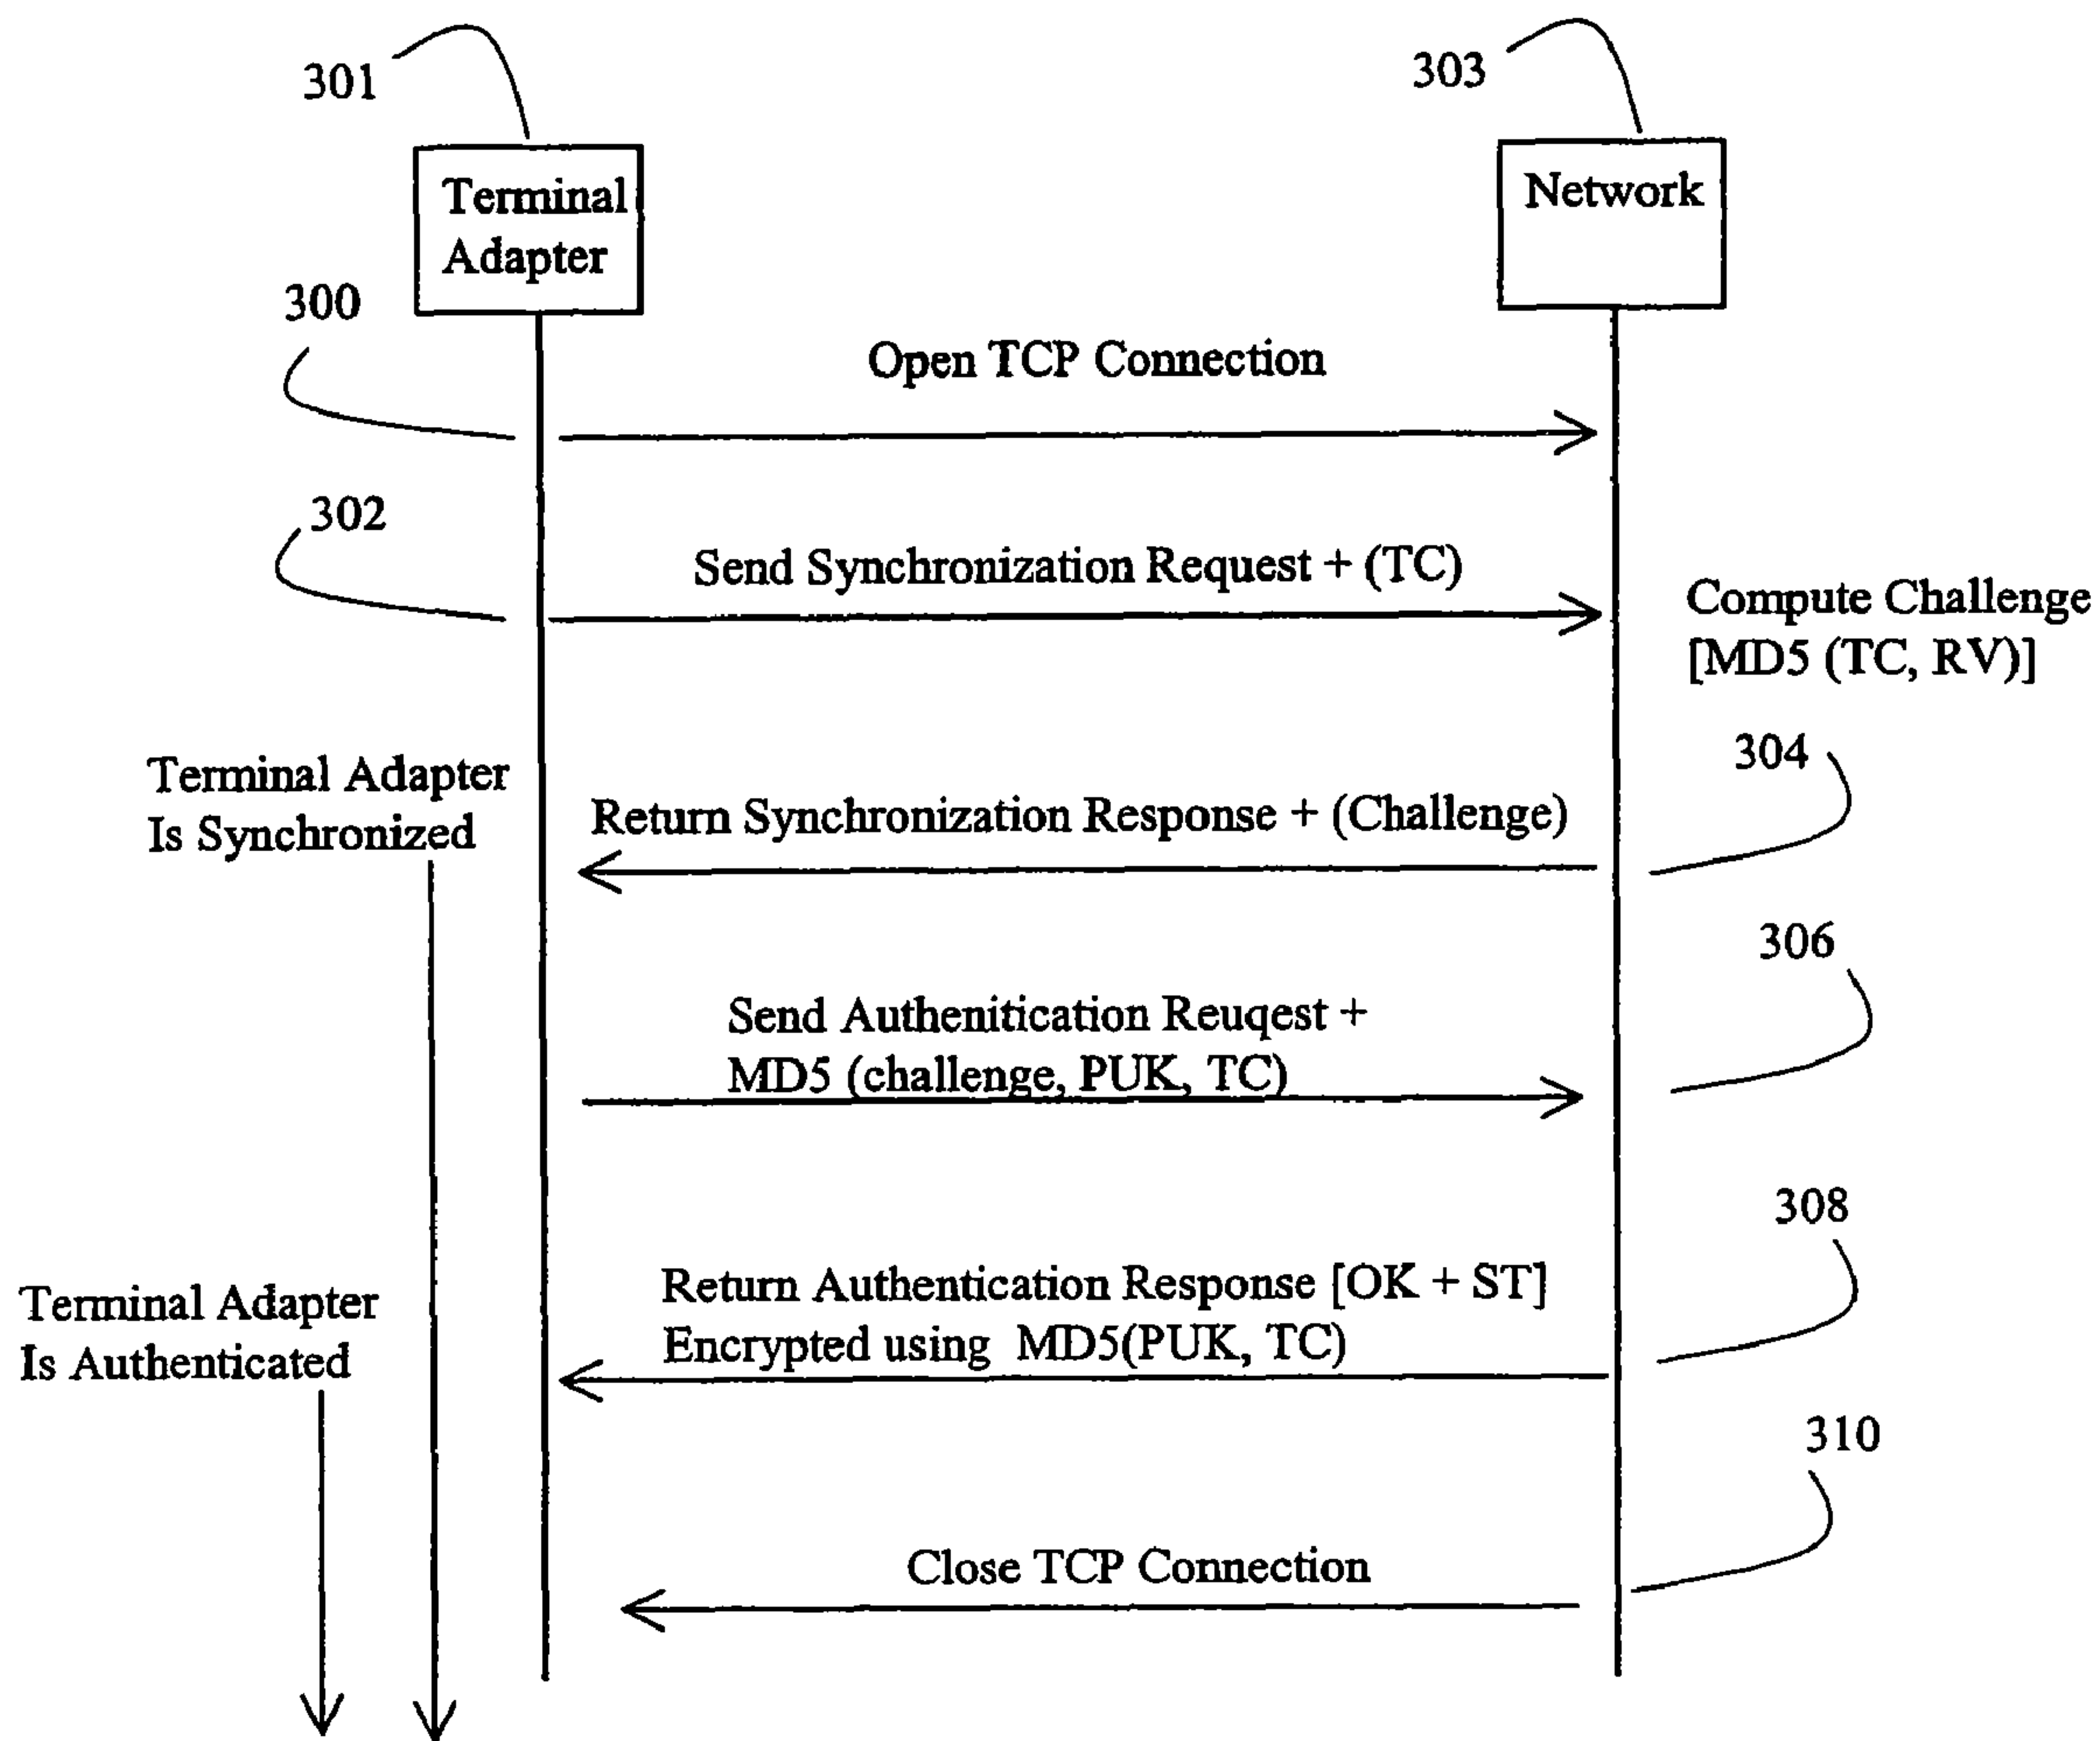 301
303
Terminal
Adapter
Network
300
Open TCP Connection
302
Send Synchronization Request + (TC)
Compute Challenge
[MD5 (TC, RV)]
304
Terminal Adapter
Is Synchronized
Return Synchronization Response + (Challenge)
306
Send Authenitication Reuqest +
MD5 (challenge, PUK, TC)
308
Return Authentication Response [OK + ST]
Encrypted using MD5(PUK, TC)
Terminal Adapter
Is Authenticated
310
Close TCP Connection